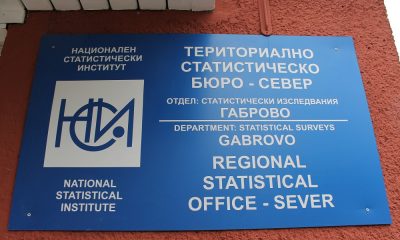 НАЦИОНАЛЕН
СТАТИСТИЧЕСКИ
ИНСТИТУТ
НСИ
NATIONAL
STATISTICAL
INSTITUTE
ТЕРИТОРИАЛНО
СТАТИСТИЧЕСКО
БЮРО - СЕВЕР
ОТДЕЛ: СТАТИСТИЧЕСКИ ИЗСЛЕДВАНИЯ
ГАБРОВО
DEPARTMENT: STATISTICAL SURVEYS
GABROVO
REGIONAL
STATISTICAL
OFFICE - SEVER